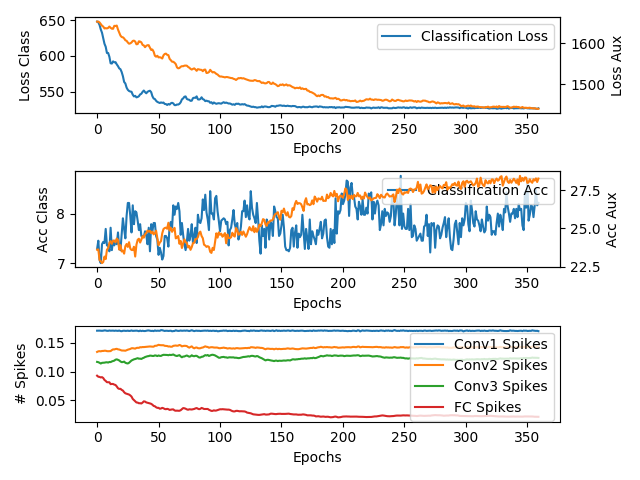 Classification Loss
650
600
550
1600
1500
Loss Class
Loss Aux
0 50 100 150 200 250 300 350
Epochs
Classification Acc
8
7
27.5
25.0
22.5
Acc Class
Acc Aux
0 50 100 150 200 250 300 350
Epochs
0.15
0.10
0.05
# Spikes
Conv1 Spikes
Conv2 Spikes
Conv3 Spikes
FC Spikes
0 50 100 150 200 250 300 350
Epochs